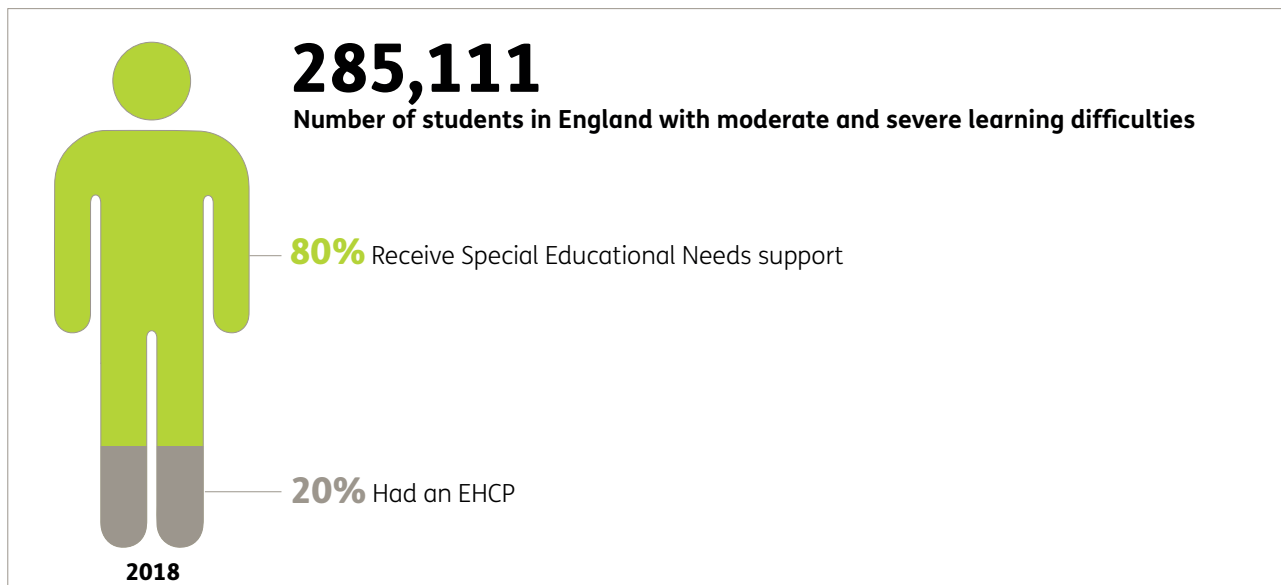 285,111
Number of students in England with moderate and severe learning difficulties
80% Receive Special Educational Needs support
20% Had an EHCP
2018